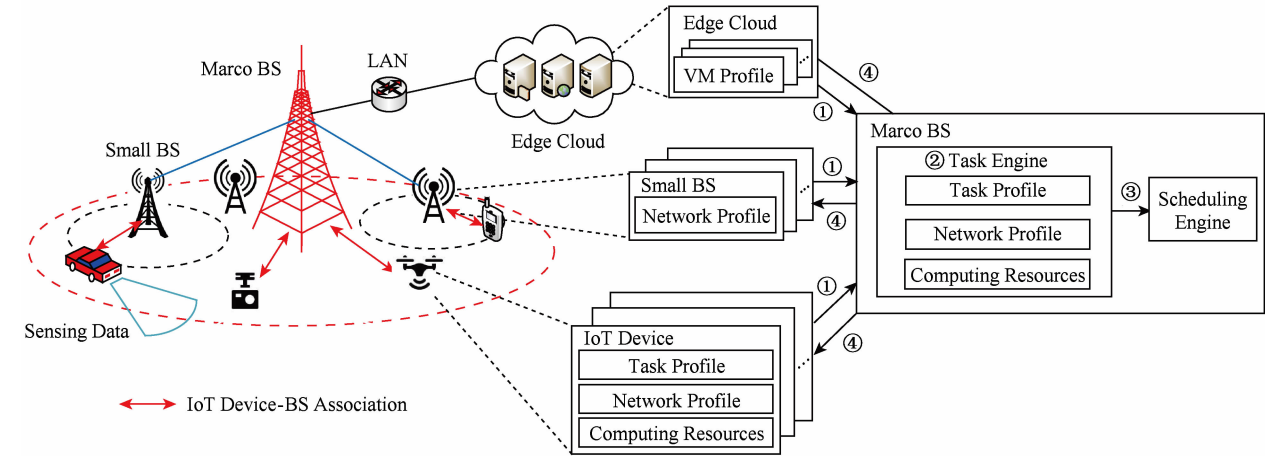 Marco BS
LAN
Edge Cloud
Small BS
Sensing Data
IoT Device-BS Association
Edge Cloud
VM Profile
...
①
④
Small BS
Network Profile
...
①
④
IoT Device
Task Profile
Network Profile
Computing Resources
...
①
④
Marco BS
② Task Engine
Task Profile
Network Profile
Computing Resources
③
Scheduling
Engine